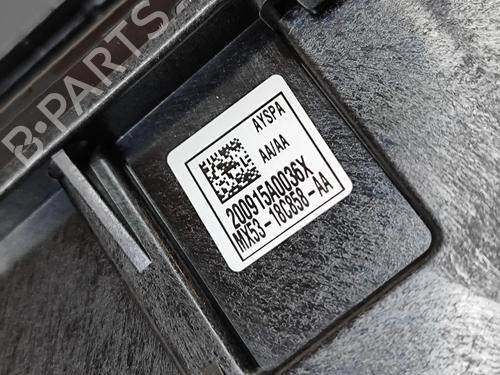 B-PARTS
AYSPA
AA/AA
200915A0036X
MX53-18C858-AA